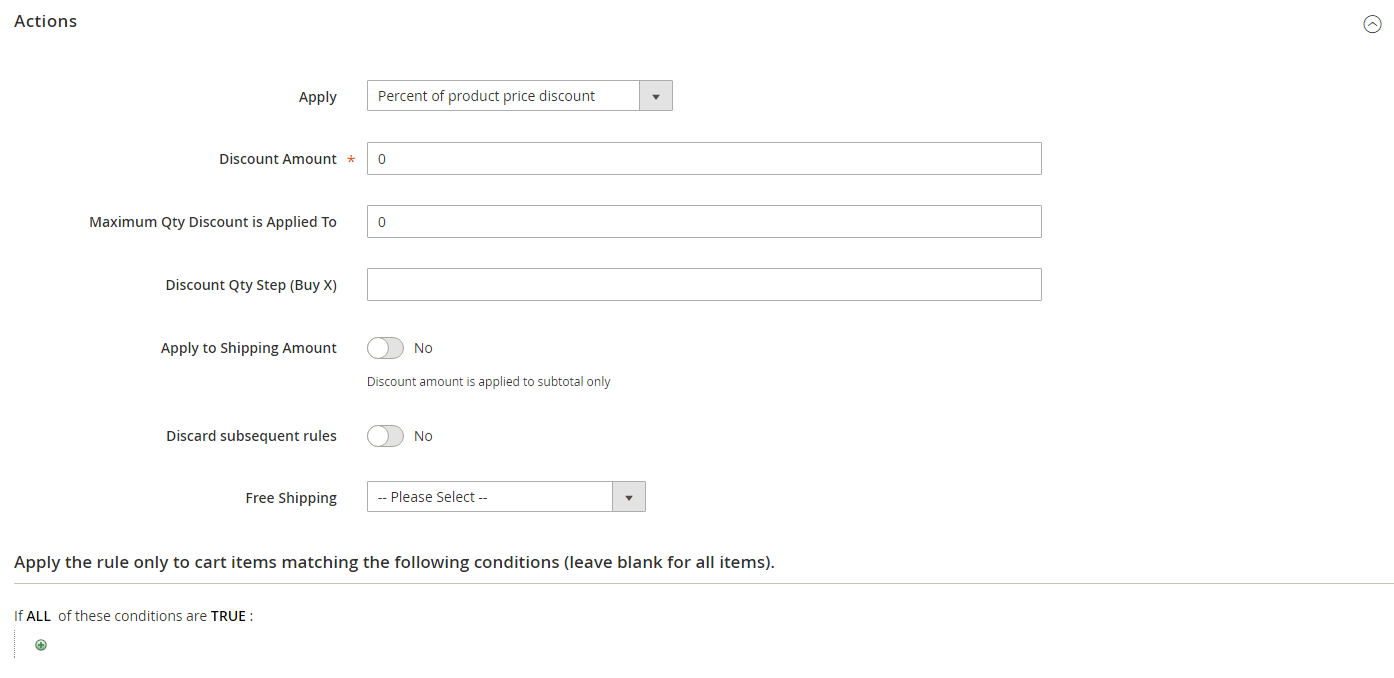 Actions
Apply
Percent of product price discount
Discount Amount *
0
Maximum Qty Discount is Applied To
0
Discount Qty Step (Buy X)
Apply to Shipping Amount
No
Discount amount is applied to subtotal only
Discard subsequent rules
No
Free Shipping
-- Please Select --
Apply the rule only to cart items matching the following conditions (leave blank for all items).
If ALL of these conditions are TRUE :